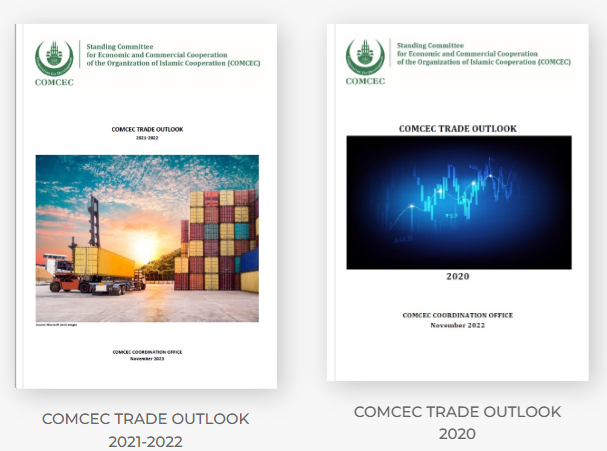 Standing Committee
for Economic and Commercial Cooperation
of the Organization of Islamic Cooperation (COMCEC)
COMCEC
COMCEC TRADE OUTLOOK
2021-2022
Source: Microsoft stock images
COMCEC COORDINATION OFFICE
November 2023
COMCEC TRADE OUTLOOK
2021-2022
Standing Committee
for Economic and Commercial Cooperation
of the Organization of Islamic Cooperation (COMCEC)
COMCEC
COMCEC TRADE OUTLOOK
2020
COMCEC COORDINATION OFFICE
November 2022
COMCEC TRADE OUTLOOK
2020